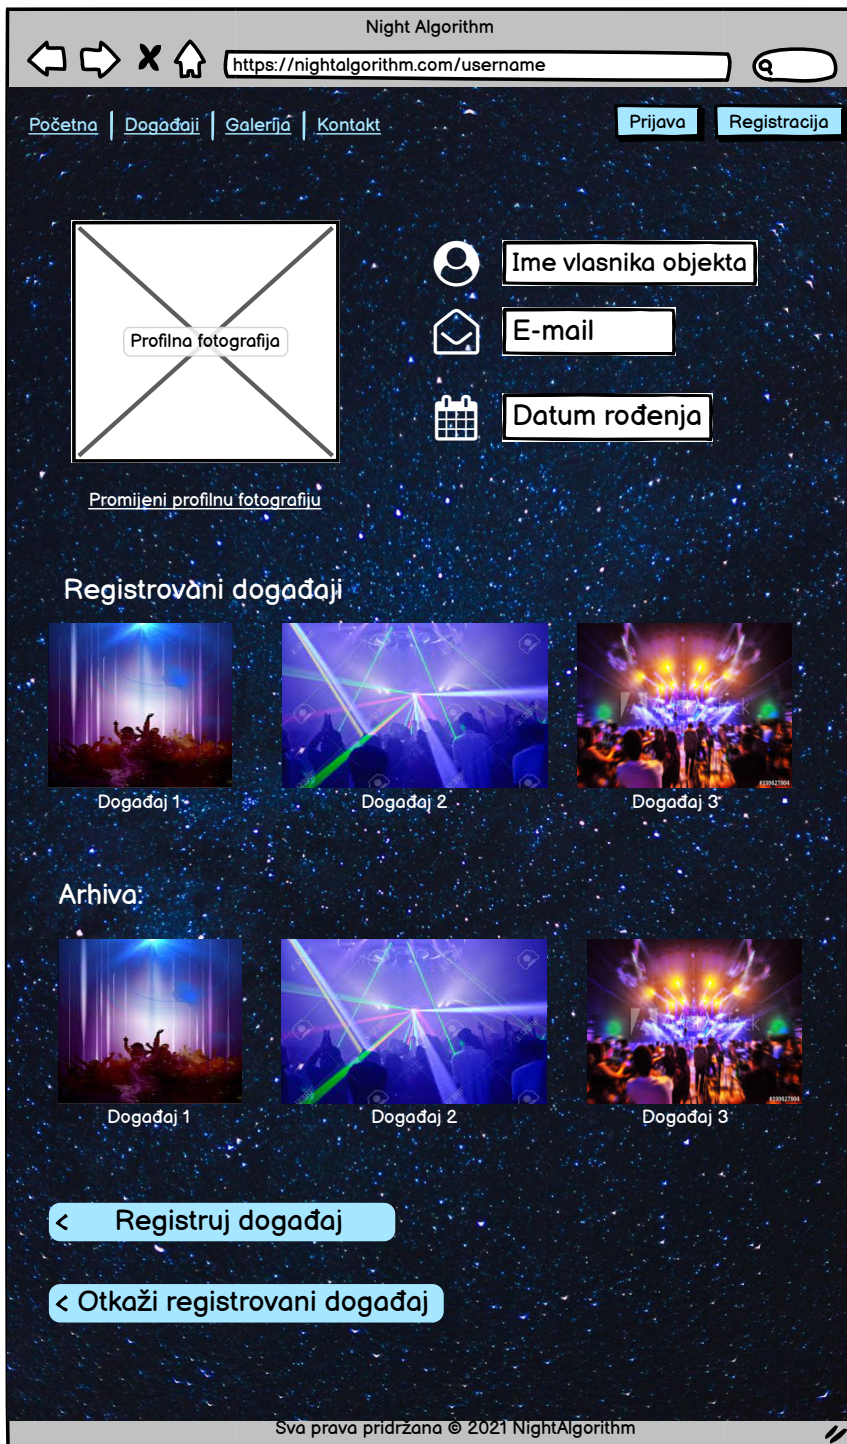 Night Algorithm
https://nightalgorithm.com/username
Početna Događaji Galerija Kontakt
Prijava Registracija
Profilna fotografija
Ime vlasnika objekta
E-mail
Datum rođenja
Promijeni profilnu fotografiju
Registrovani događaji
#199627804
Događaj 1 Događaj 2 Događaj 3
Arhiva:
#199627804
Događaj 1 Događaj 2 Događaj 3
< Registruj događaj
< Otkaži registrovani događaj
Sva prava pridržana © 2021 NightAlgorithm